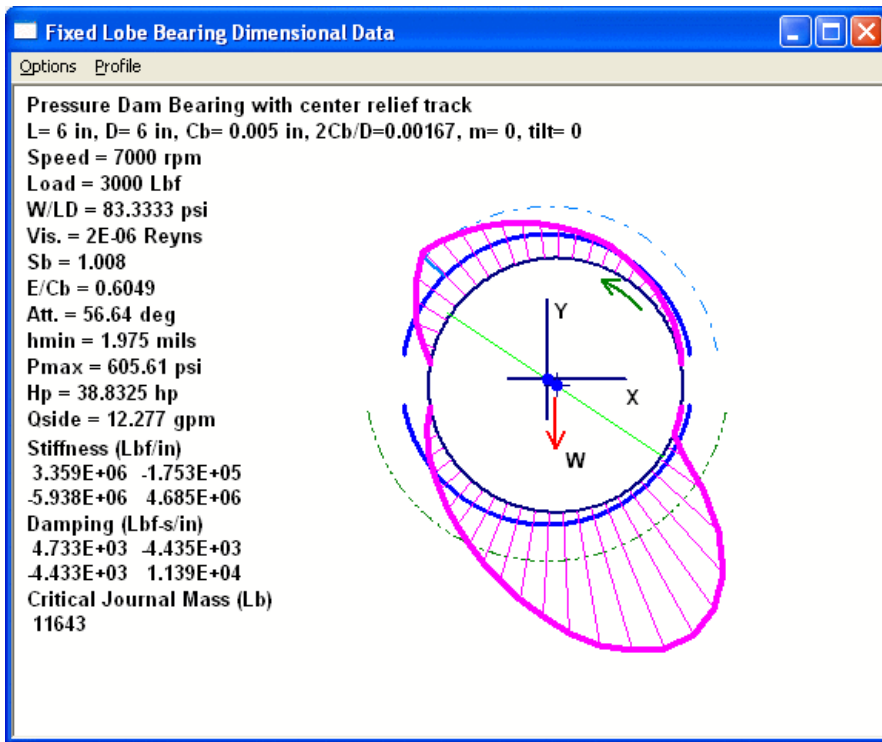 Fixed Lobe Bearing Dimensional Data
Options Profile
Pressure Dam Bearing with center relief track
L= 6 in, D= 6 in, Cb= 0.005 in, 2Cb/D=0.00167, m= 0, tilt= 0
Speed = 7000 rpm
Load = 3000 Lbf
W/LD = 83.3333 psi
Vis. = 2E-06 Reyns
Sb = 1.008
E/Cb = 0.6049
Att. = 56.64 deg
hmin = 1.975 mils
Pmax = 605.61 psi
Hp = 38.8325 hp
Qside = 12.277 gpm
Stiffness (Lbf/in)
3.359E+06 -1.753E+05
-5.938E+06 4.685E+06
Damping (Lbf-s/in)
4.733E+03 -4.435E+03
-4.433E+03 1.139E+04
Critical Journal Mass (Lb)
11643
Y
X
W